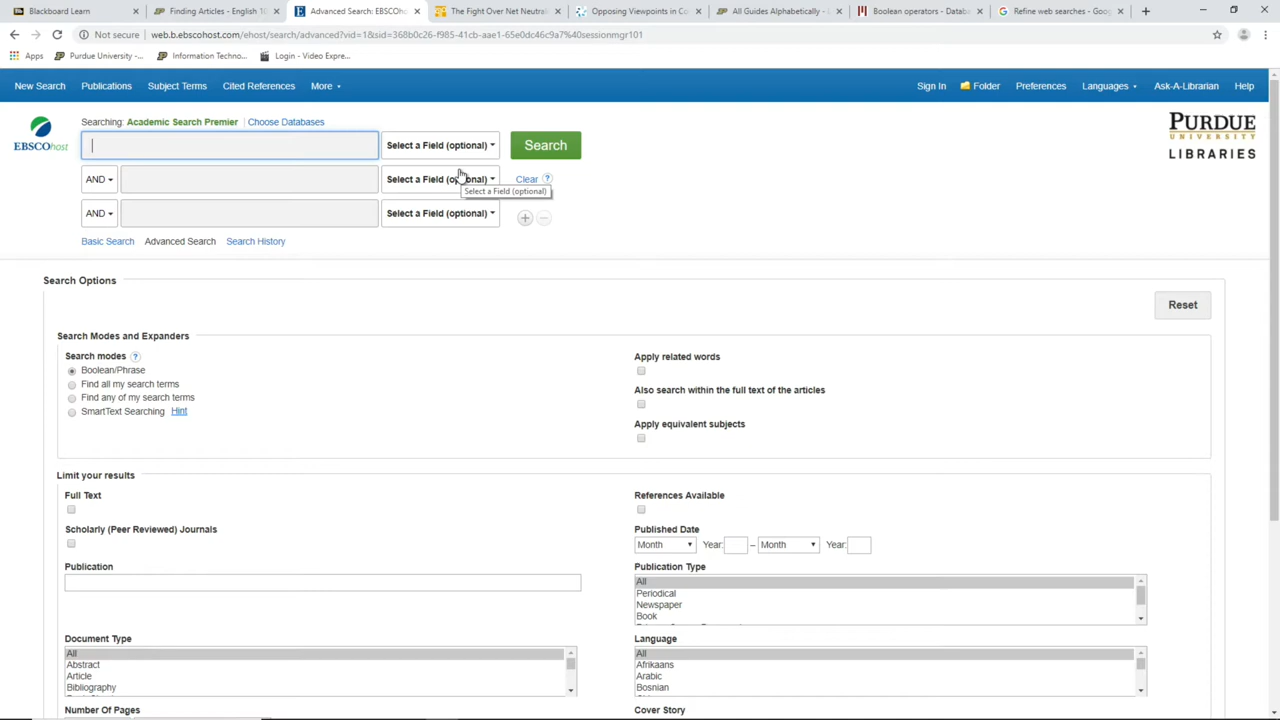 Blackboard Learn
Finding Articles - English 1
Advanced Search: EBSCOho
The Fight Over Net Neutral
Opposing Viewpoints in Co
All Guides Alphabetically -
Boolean operators - Datab
Refine web searches - Goog
Not secure | web.b.ebscohost.com/ehost/search/advanced?vid=1&sid=368b0c26-f985-41cb-aae1-65e0dc46c9a7%40sessionmgr101
Apps Purdue University -... Information Techno... Login - Video Expre...
New Search Publications Subject Terms Cited References More Sign In Folder Preferences Languages Ask-A-Librarian Help
Searching: Academic Search Premier | Choose Databases
EBSCOhost
Select a Field (optional) Search
AND Select a Field (optional) Clear ?
Select a Field (optional)
AND Select a Field (optional)
Basic Search Advanced Search Search History
PURDUE
UNIVERSITY
LIBRARIES
Search Options
Reset
Search Modes and Expanders
Search modes ?
Boolean/Phrase
Find all my search terms
Find any of my search terms
SmartText Searching Hint
Apply related words
Also search within the full text of the articles
Apply equivalent subjects
Limit your results
Full Text
References Available
Scholarly (Peer Reviewed) Journals
Published Date
Month Year: – Month Year:
Publication
Publication Type
All
Periodical
Newspaper
Book
Document Type
All
Abstract
Article
Bibliography
Language
All
Afrikaans
Arabic
Bosnian
Number Of Pages
Cover Story